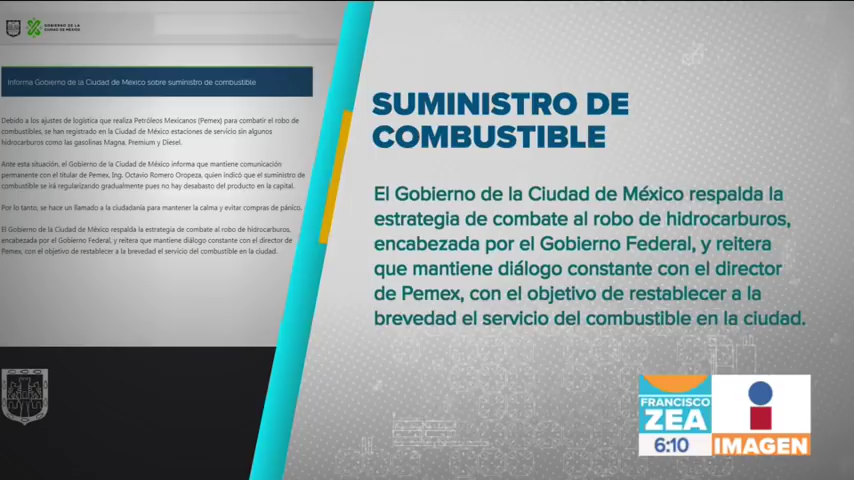 GOBIERNO DE LA
CIUDAD DE MÉXICO
Informa Gobierno de la Ciudad de México sobre suministro de combustible
Debido a los ajustes de logística que realiza Petróleos Mexicanos (Pemex) para combatir el robo de
combustibles, se han registrado en la Ciudad de México estaciones de servicio sin algunos
hidrocarburos como las gasolinas Magna, Premium y Diesel.
Ante esta situación, el Gobierno de la Ciudad de México informa que mantiene comunicación
permanente con el titular de Pemex, Ing. Octavio Romero Oropeza, quien indicó que el suministro de
combustible se irá regularizando gradualmente pues no hay desabasto del producto en la capital.
Por lo tanto, se hace un llamado a la ciudadanía para mantener la calma y evitar compras de pánico.
El Gobierno de la Ciudad de México respalda la estrategia de combate al robo de hidrocarburos,
encabezada por el Gobierno Federal, y reitera que mantiene diálogo constante con el director de
Pemex, con el objetivo de restablecer a la brevedad el servicio del combustible en la ciudad.
SUMINISTRO DE
COMBUSTIBLE
El Gobierno de la Ciudad de México respalda la
estrategia de combate al robo de hidrocarburos,
encabezada por el Gobierno Federal, y reitera
que mantiene diálogo constante con el director
de Pemex, con el objetivo de restablecer a la
brevedad el servicio del combustible en la ciudad.
FRANCISCO
ZEA
6:10
IMAGEN